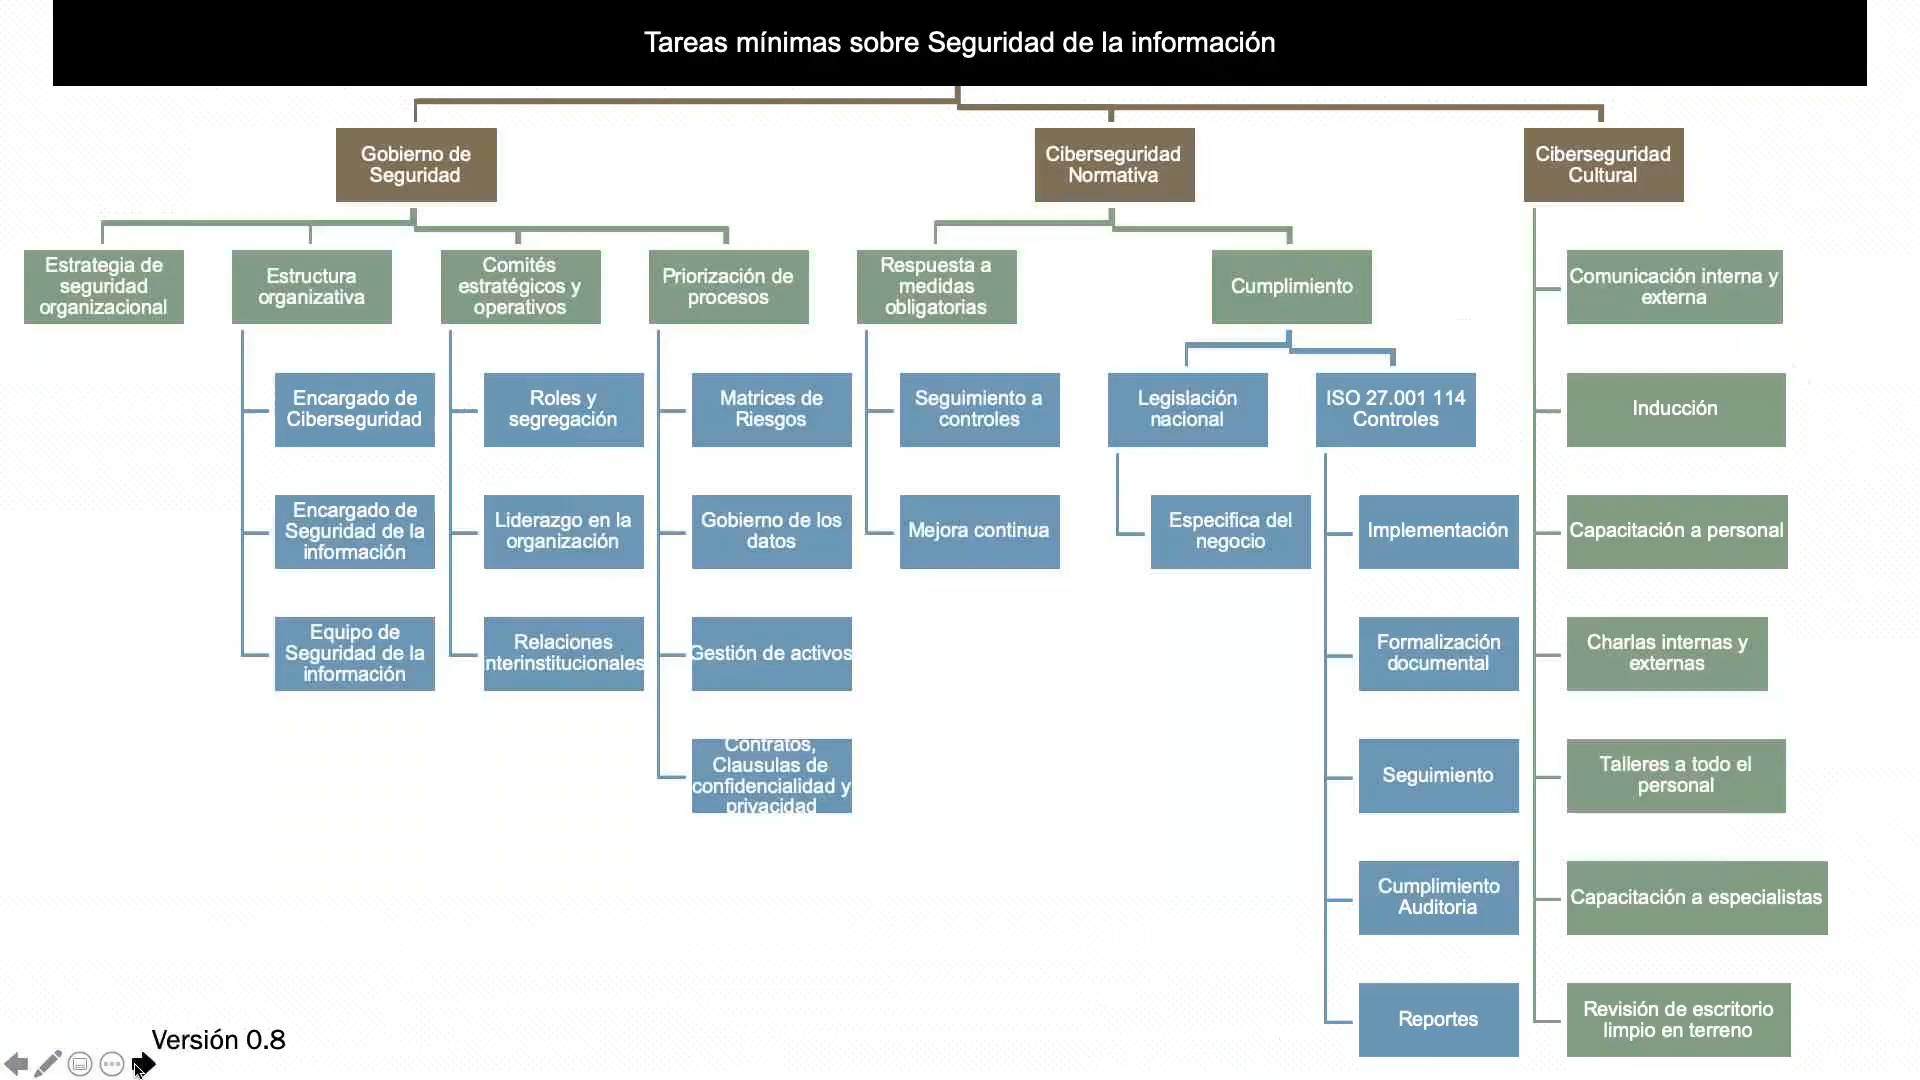 Tareas mínimas sobre Seguridad de la información
Gobierno de
Seguridad
Ciberseguridad
Normativa
Ciberseguridad
Cultural
Estrategia de
seguridad
organizacional
Estructura
organizativa
Comités
estratégicos y
operativos
Priorización de
procesos
Respuesta a
medidas
obligatorias
Cumplimiento
Comunicación interna y
externa
Encargado de
Ciberseguridad
Roles y
segregación
Matrices de
Riesgos
Seguimiento a
controles
Legislación
nacional
ISO 27.001 114
Controles
Inducción
Encargado de
Seguridad de la
información
Liderazgo en la
organización
Gobierno de los
datos
Mejora continua
Especifica del
negocio
Implementación
Capacitación a personal
Equipo de
Seguridad de la
información
Relaciones
nterinstitucionales
Gestión de activos
Formalización
documental
Charlas internas y
externas
Contratos,
Clausulas de
confidencialidad y
privacidad
Seguimiento
Talleres a todo el
personal
Cumplimiento
Auditoria
Capacitación a especialistas
Reportes
Revisión de escritorio
limpio en terreno
Versión 0.8